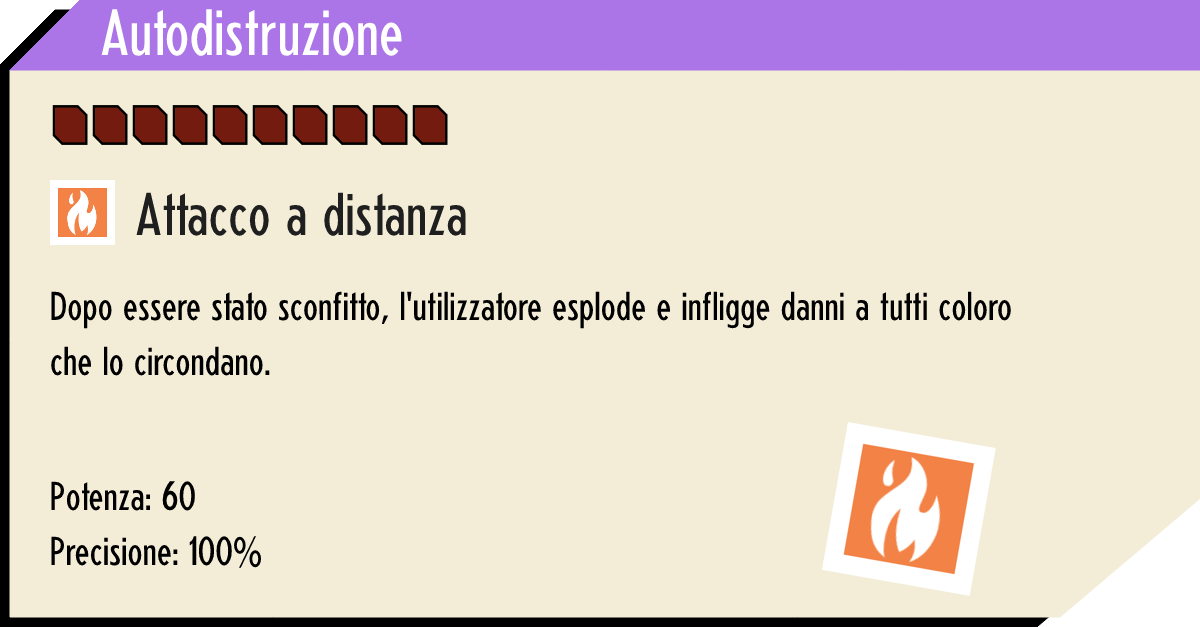 Autodistruzione
Attacco a distanza
Dopo essere stato sconfitto, l'utilizzatore esplode e infligge danni a tutti coloro
che lo circondano.
Potenza: 60
Precisione: 100%